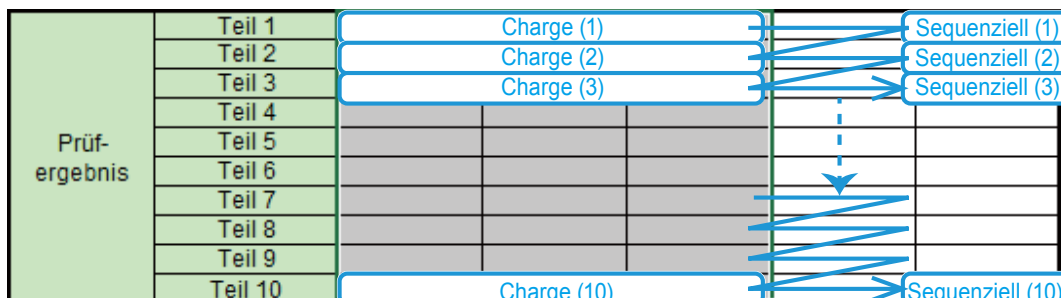 Teil 1 Charge (1) Sequenziell (1)
Teil 2 Charge (2) Sequenziell (2)
Teil 3 Charge (3) Sequenziell (3)
Teil 4
Teil 5
Prüf-
ergebnis
Teil 6
Teil 7
Teil 8
Teil 9
Teil 10 Charge (10) Sequenziell (10)